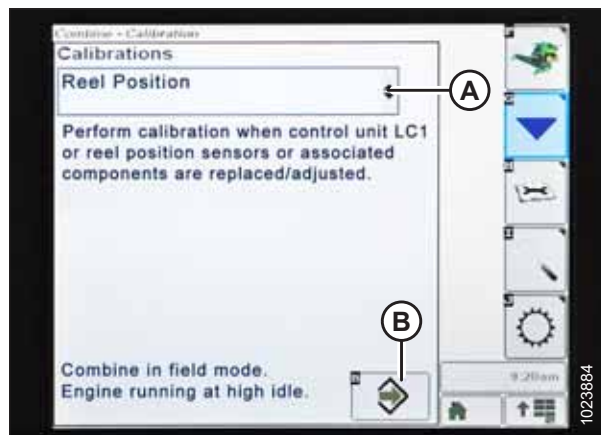 Combine - Calibration
Calibrations
Reel Position
A
Perform calibration when control unit LC1
or reel position sensors or associated
components are replaced/adjusted.
B
Combine in field mode.
Engine running at high idle.
9:20am
1023884